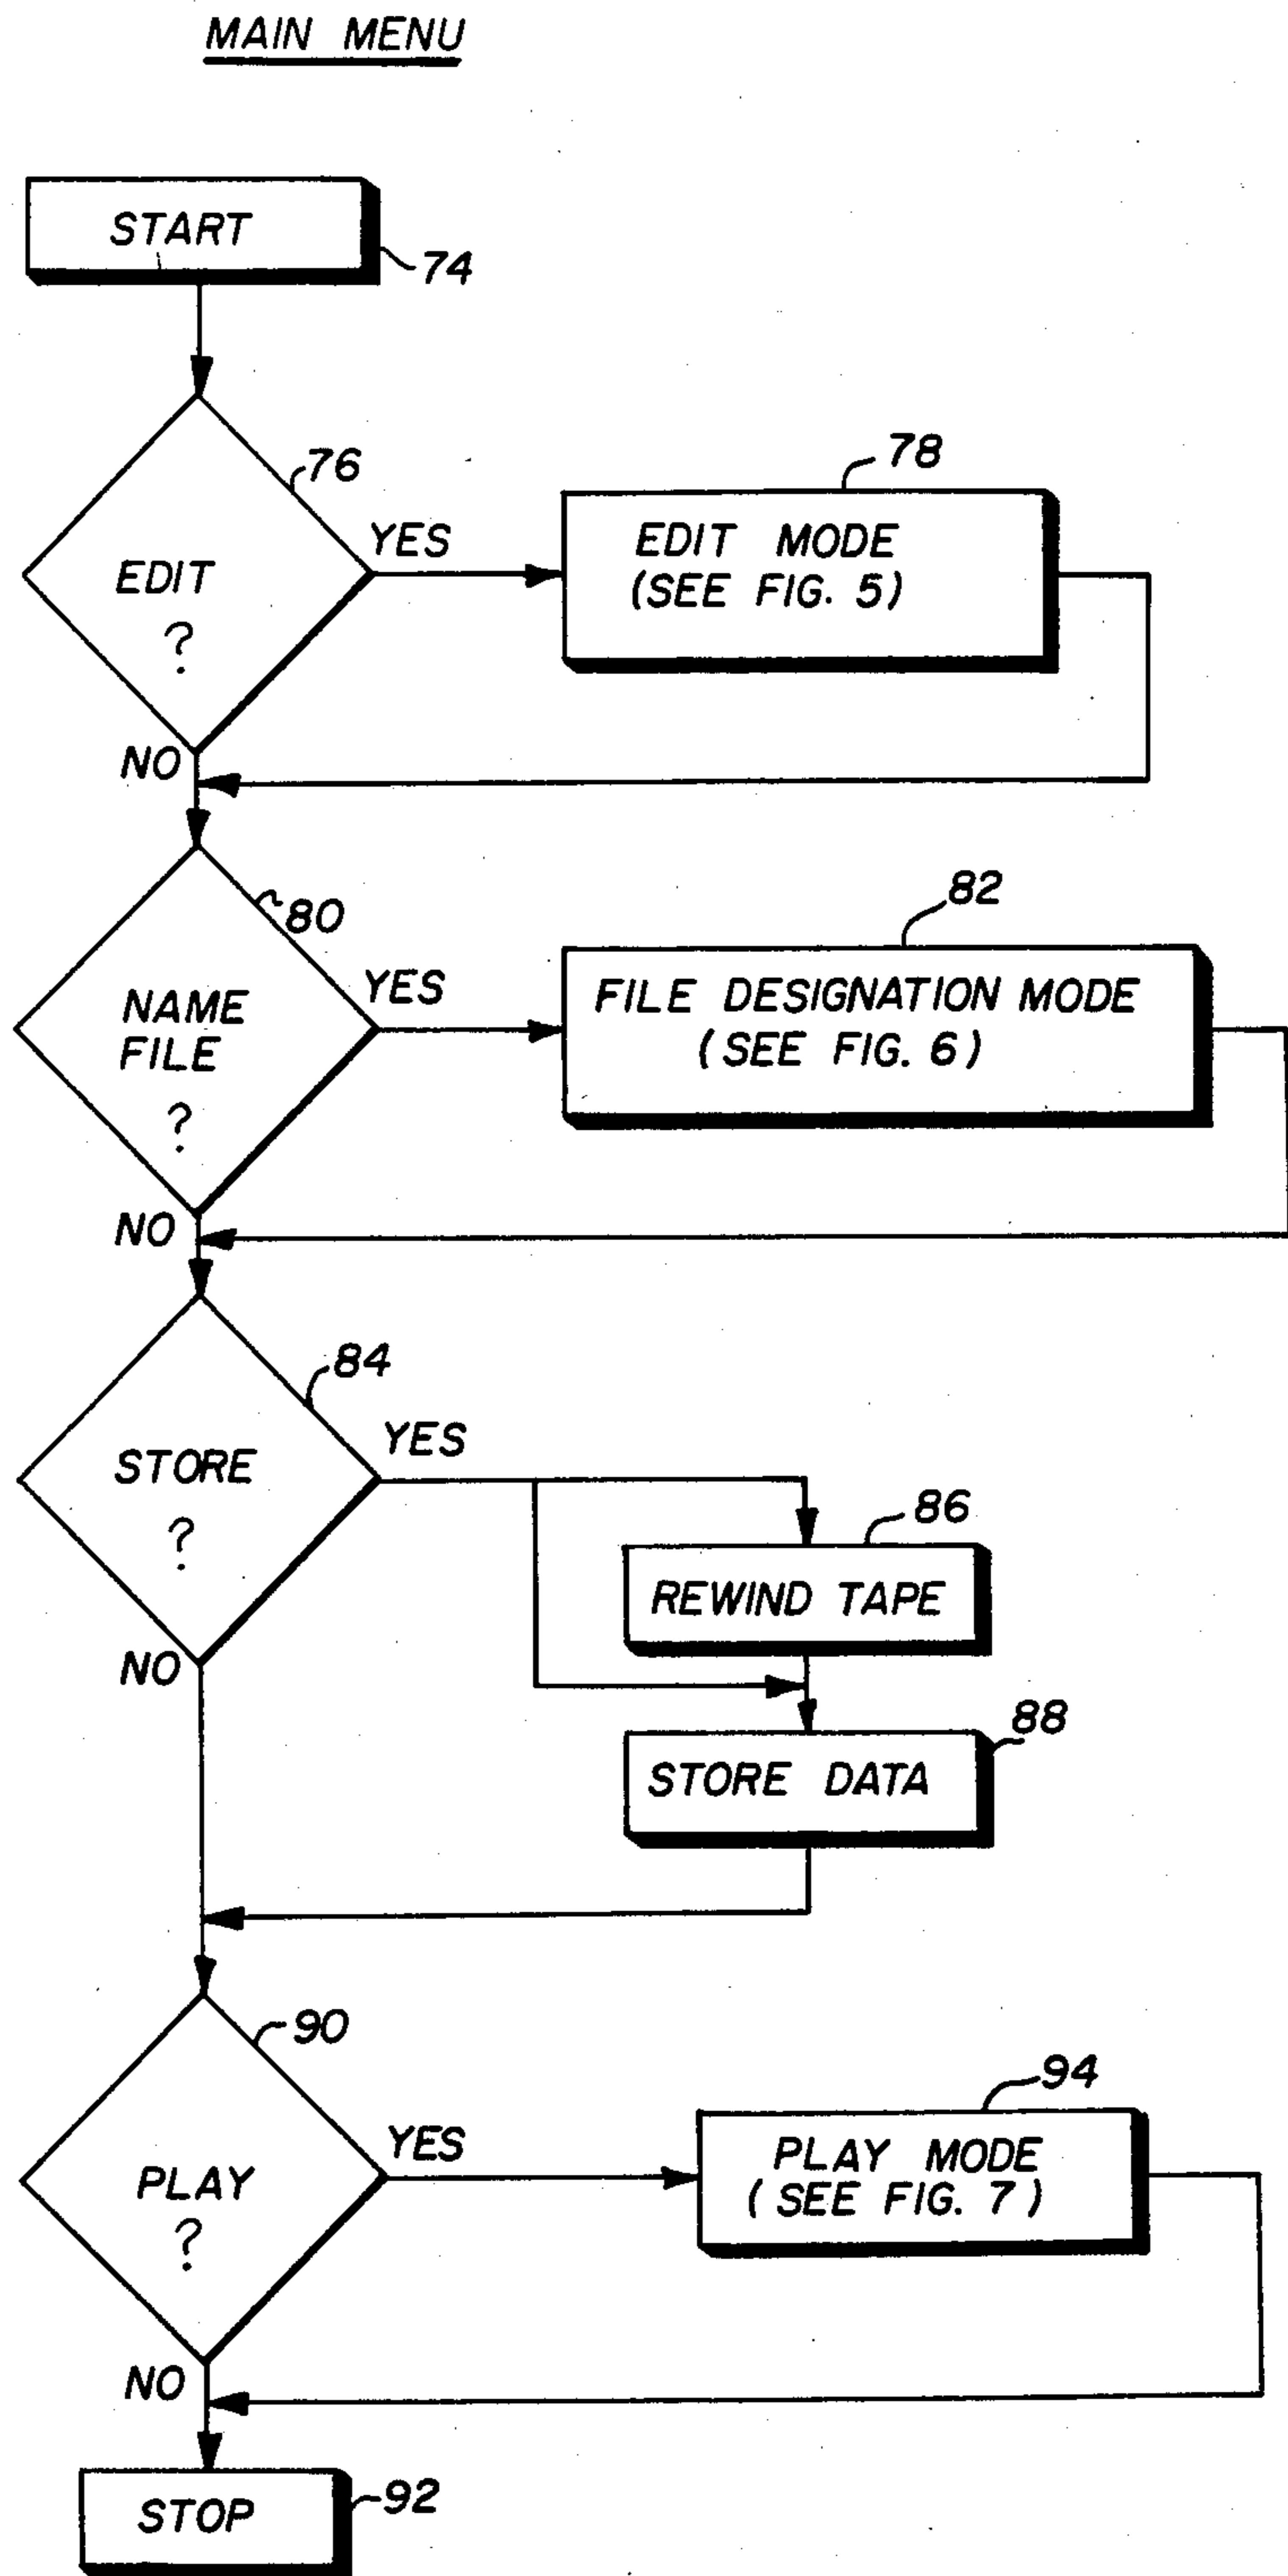 MAIN MENU
START
74
76
78
YES
EDIT MODE
(SEE FIG. 5)
EDIT
?
NO
80
82
YES
FILE DESIGNATION MODE
(SEE FIG. 6)
NAME
FILE
?
NO
84
YES
STORE
?
86
REWIND TAPE
NO
88
STORE DATA
90
94
YES
PLAY MODE
(SEE FIG. 7)
PLAY
?
NO
STOP
92